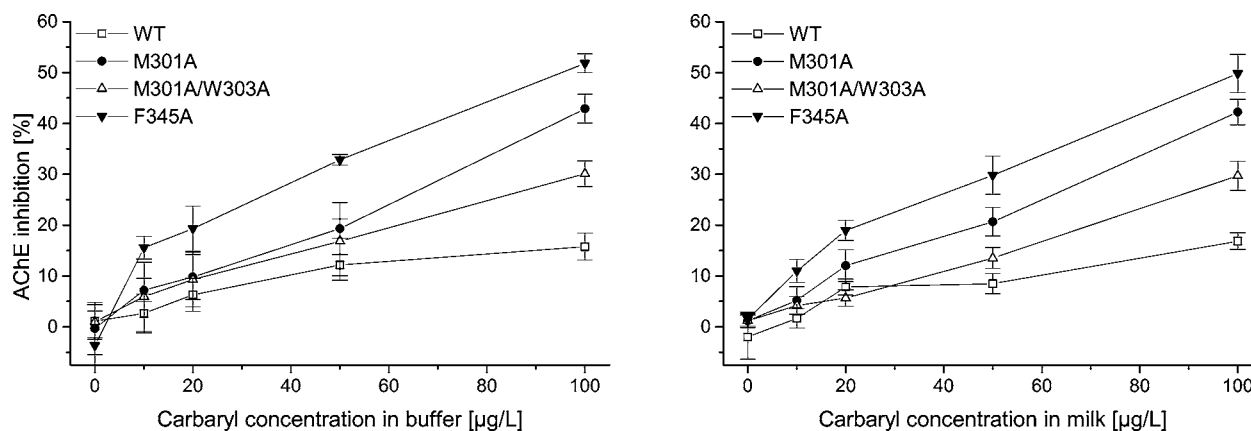 60
50
40
30
20
10
0
AChE inhibition [%]
WT
M301A
M301A/W303A
F345A
0 20 40 60 80 100
Carbaryl concentration in buffer [µg/L]
60
50
40
30
20
10
0
WT
M301A
M301A/W303A
F345A
0 20 40 60 80 100
Carbaryl concentration in milk [µg/L]